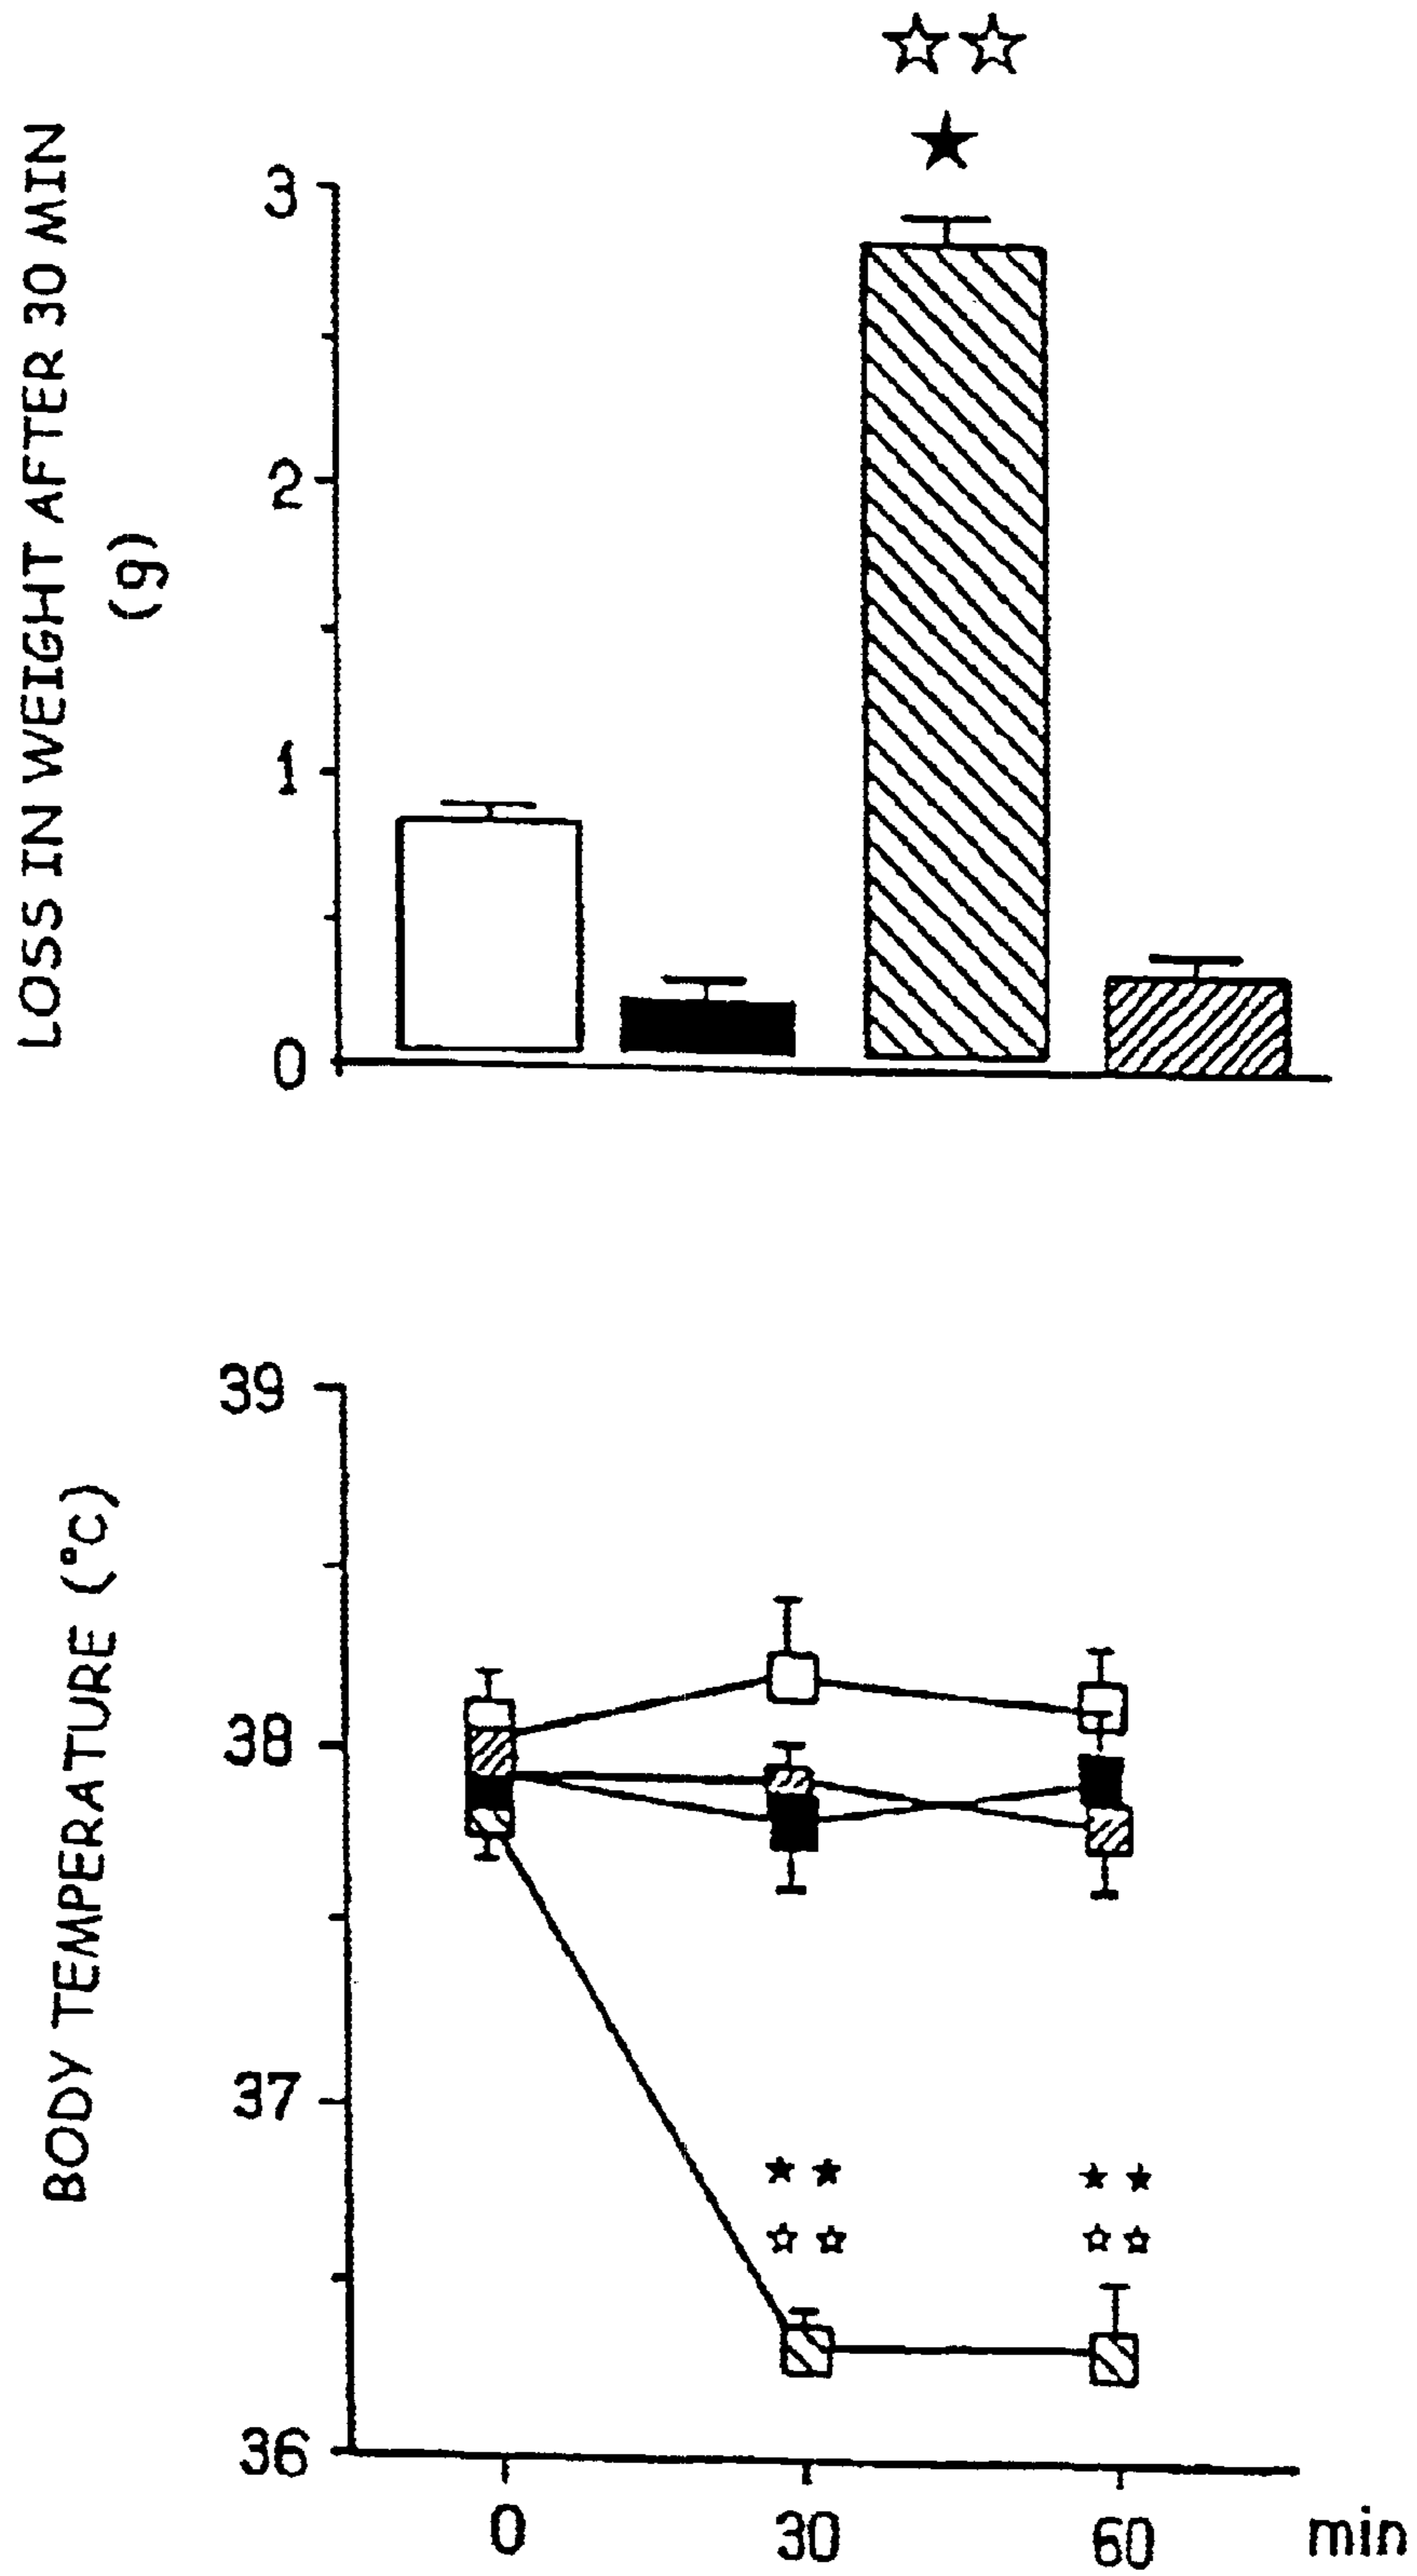 LOSS IN WEIGHT AFTER 30 MIN
(g)
3
2
1
0
BODY TEMPERATURE (°C)
39
38
37
36
0 30 60 min